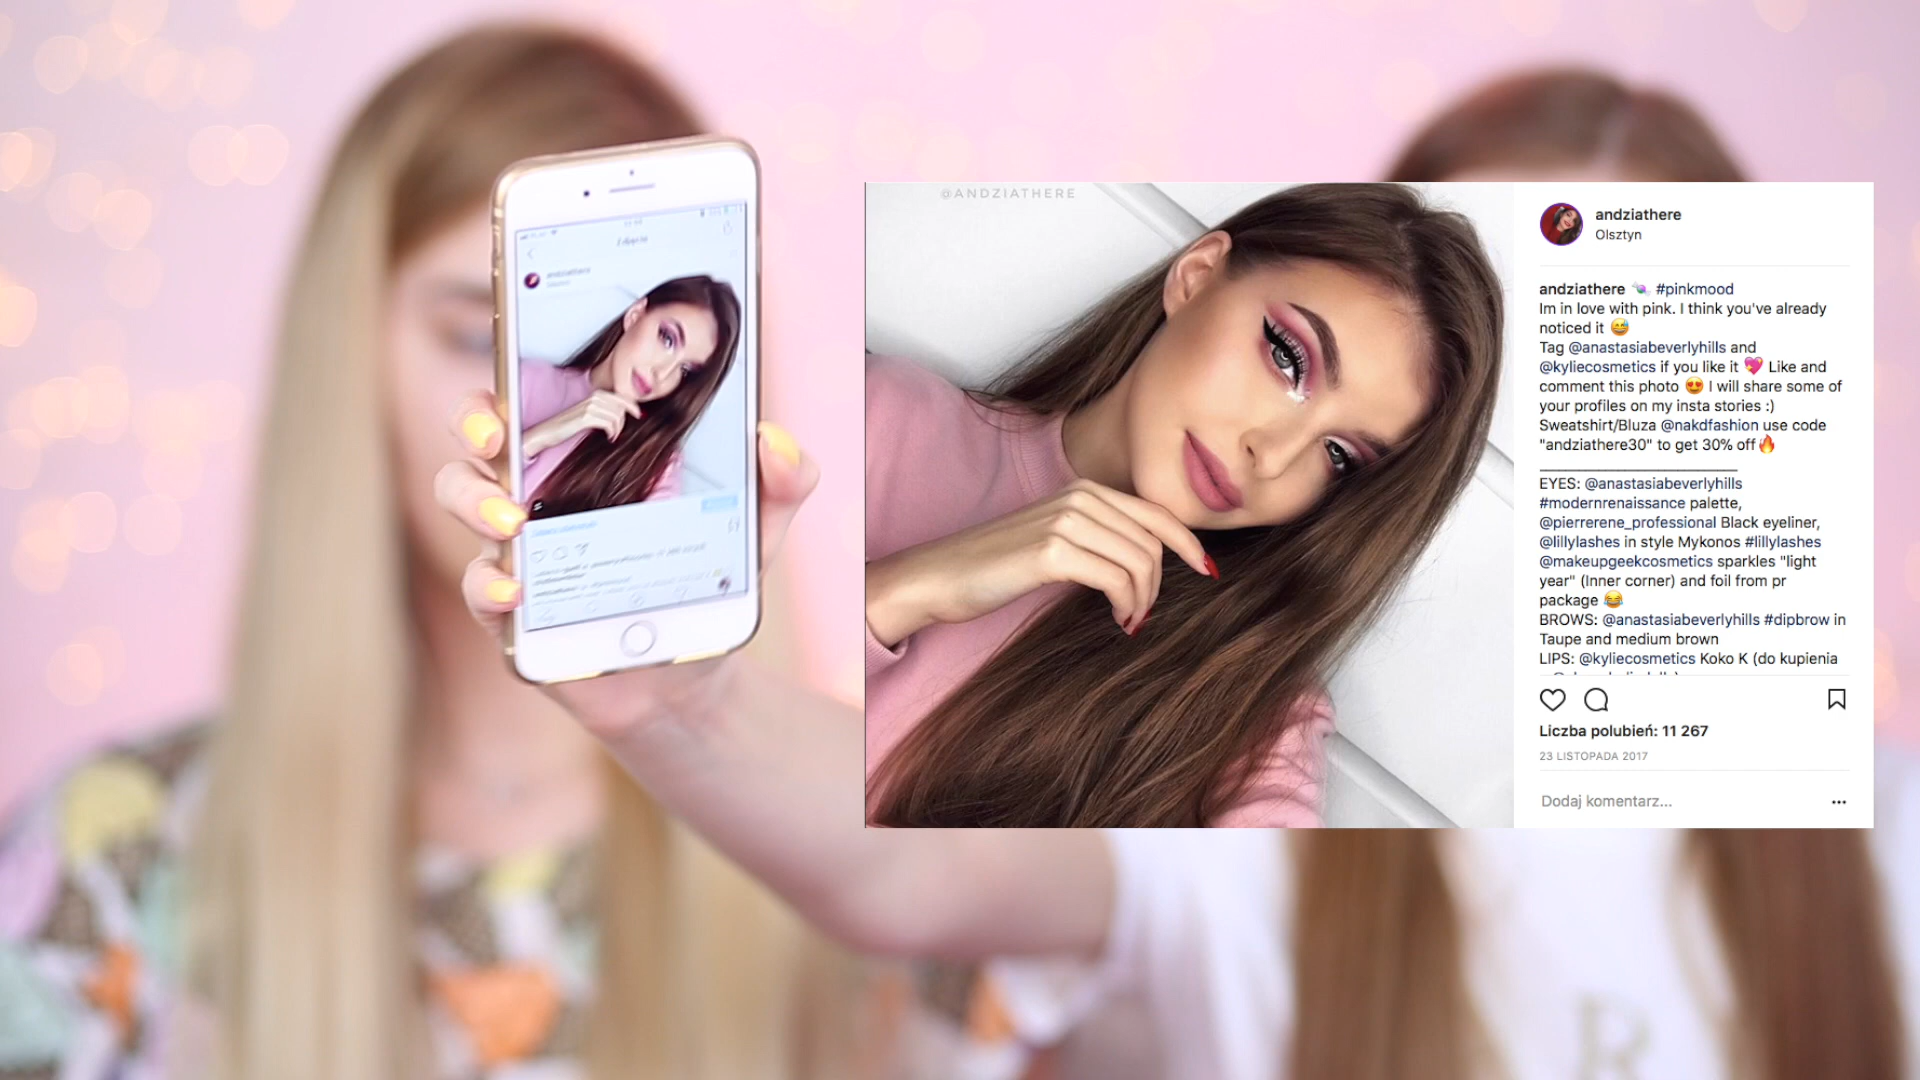 @ANDZIATHERE
andziathere
Olsztyn
andziathere 🍬 #pinkmood
Im in love with pink. I think you've already
noticed it 😅
Tag @anastasiabeverlyhills and
@kyliecosmetics if you like it 💖 Like and
comment this photo 😍 I will share some of
your profiles on my insta stories :)
Sweatshirt/Bluza @nakdfashion use code
"andziathere30" to get 30% off🔥
______________________
EYES: @anastasiabeverlyhills
#modernrenaissance palette,
@pierrerene_professional Black eyeliner,
@lillylashes in style Mykonos #lillylashes
@makeupgeekcosmetics sparkles "light
year" (Inner corner) and foil from pr
package 😂
BROWS: @anastasiabeverlyhills #dipbrow in
Taupe and medium brown
LIPS: @kyliecosmetics Koko K (do kupienia
Liczba polubień: 11 267
23 LISTOPADA 2017
Dodaj komentarz...
andziathere
R